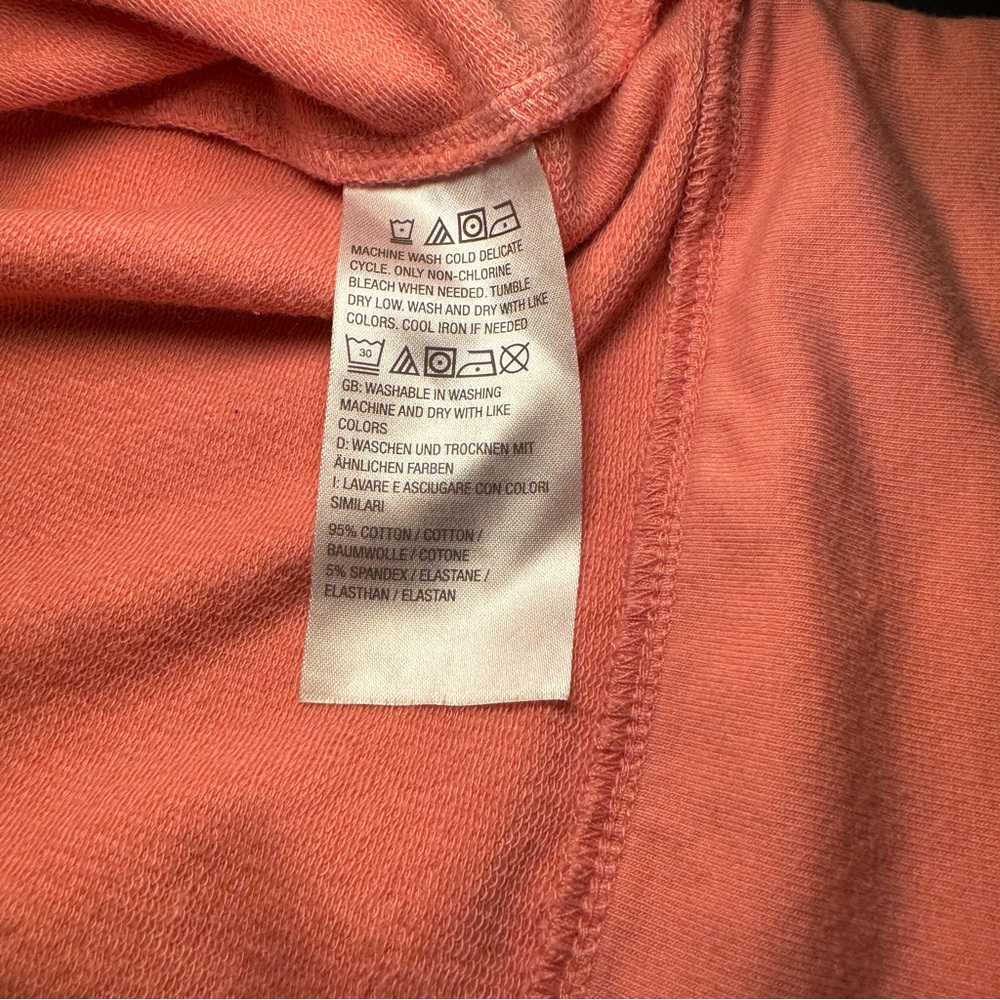 MACHINE WASH COLD DELICATE
CYCLE. ONLY NON-CHLORINE
BLEACH WHEN NEEDED. TUMBLE
DRY LOW. WASH AND DRY WITH LIKE
COLORS. COOL IRON IF NEEDED
30
GB: WASHABLE IN WASHING
MACHINE AND DRY WITH LIKE
COLORS
D: WASCHEN UND TROCKNEN MIT
ÄHNLICHEN FARBEN
I: LAVARE E ASCIUGARE CON COLORI
SIMILARI
95% COTTON / COTTON /
BAUMWOLLE / COTONE
5% SPANDEX / ELASTANE /
ELASTHAN / ELASTAN